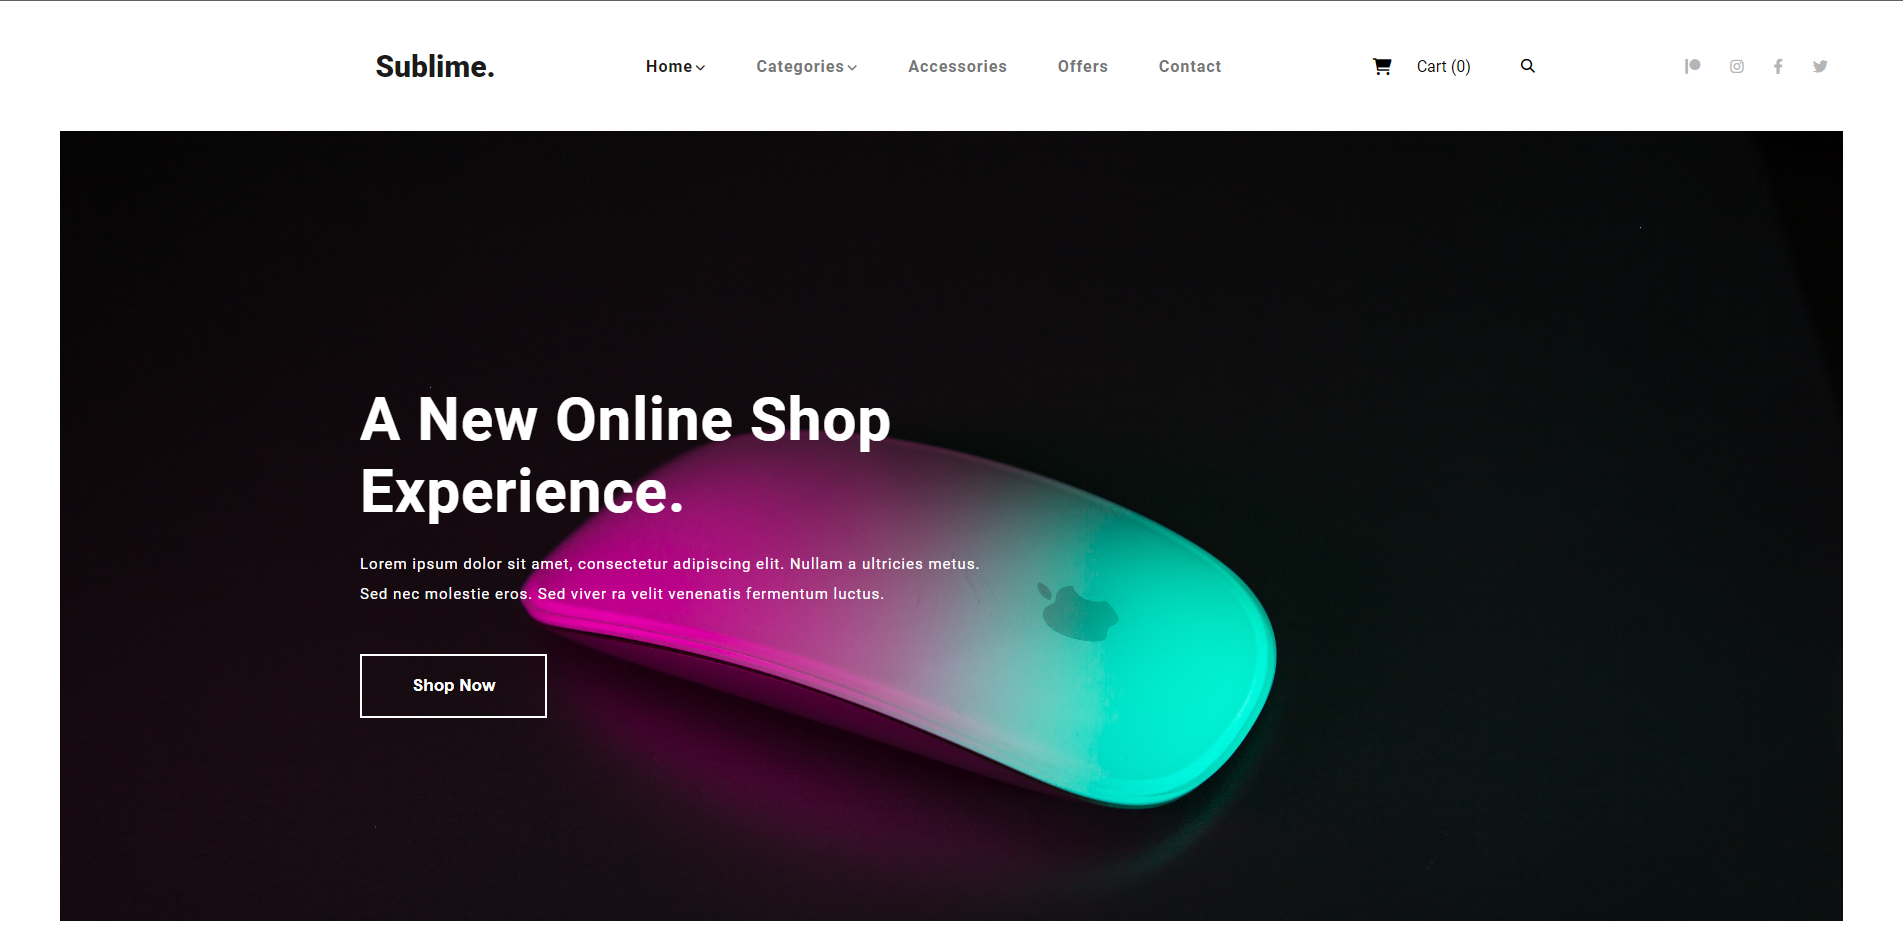 Sublime.
Home
Categories
Accessories
Offers
Contact
Cart (0)
A New Online Shop
Experience.
Lorem ipsum dolor sit amet, consectetur adipiscing elit. Nullam a ultricies metus.
Sed nec molestie eros. Sed viver ra velit venenatis fermentum luctus.
Shop Now